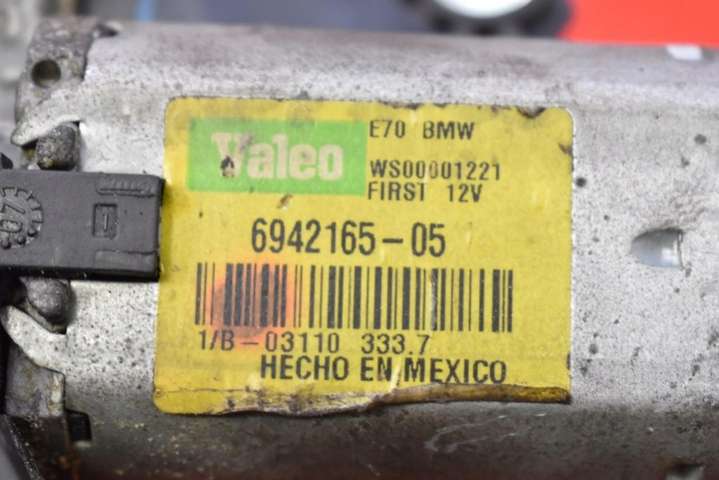 Valeo
E70 BMW
WS00001221
FIRST 12V
6942165-05
1/B-03110 333.7
HECHO EN MEXICO